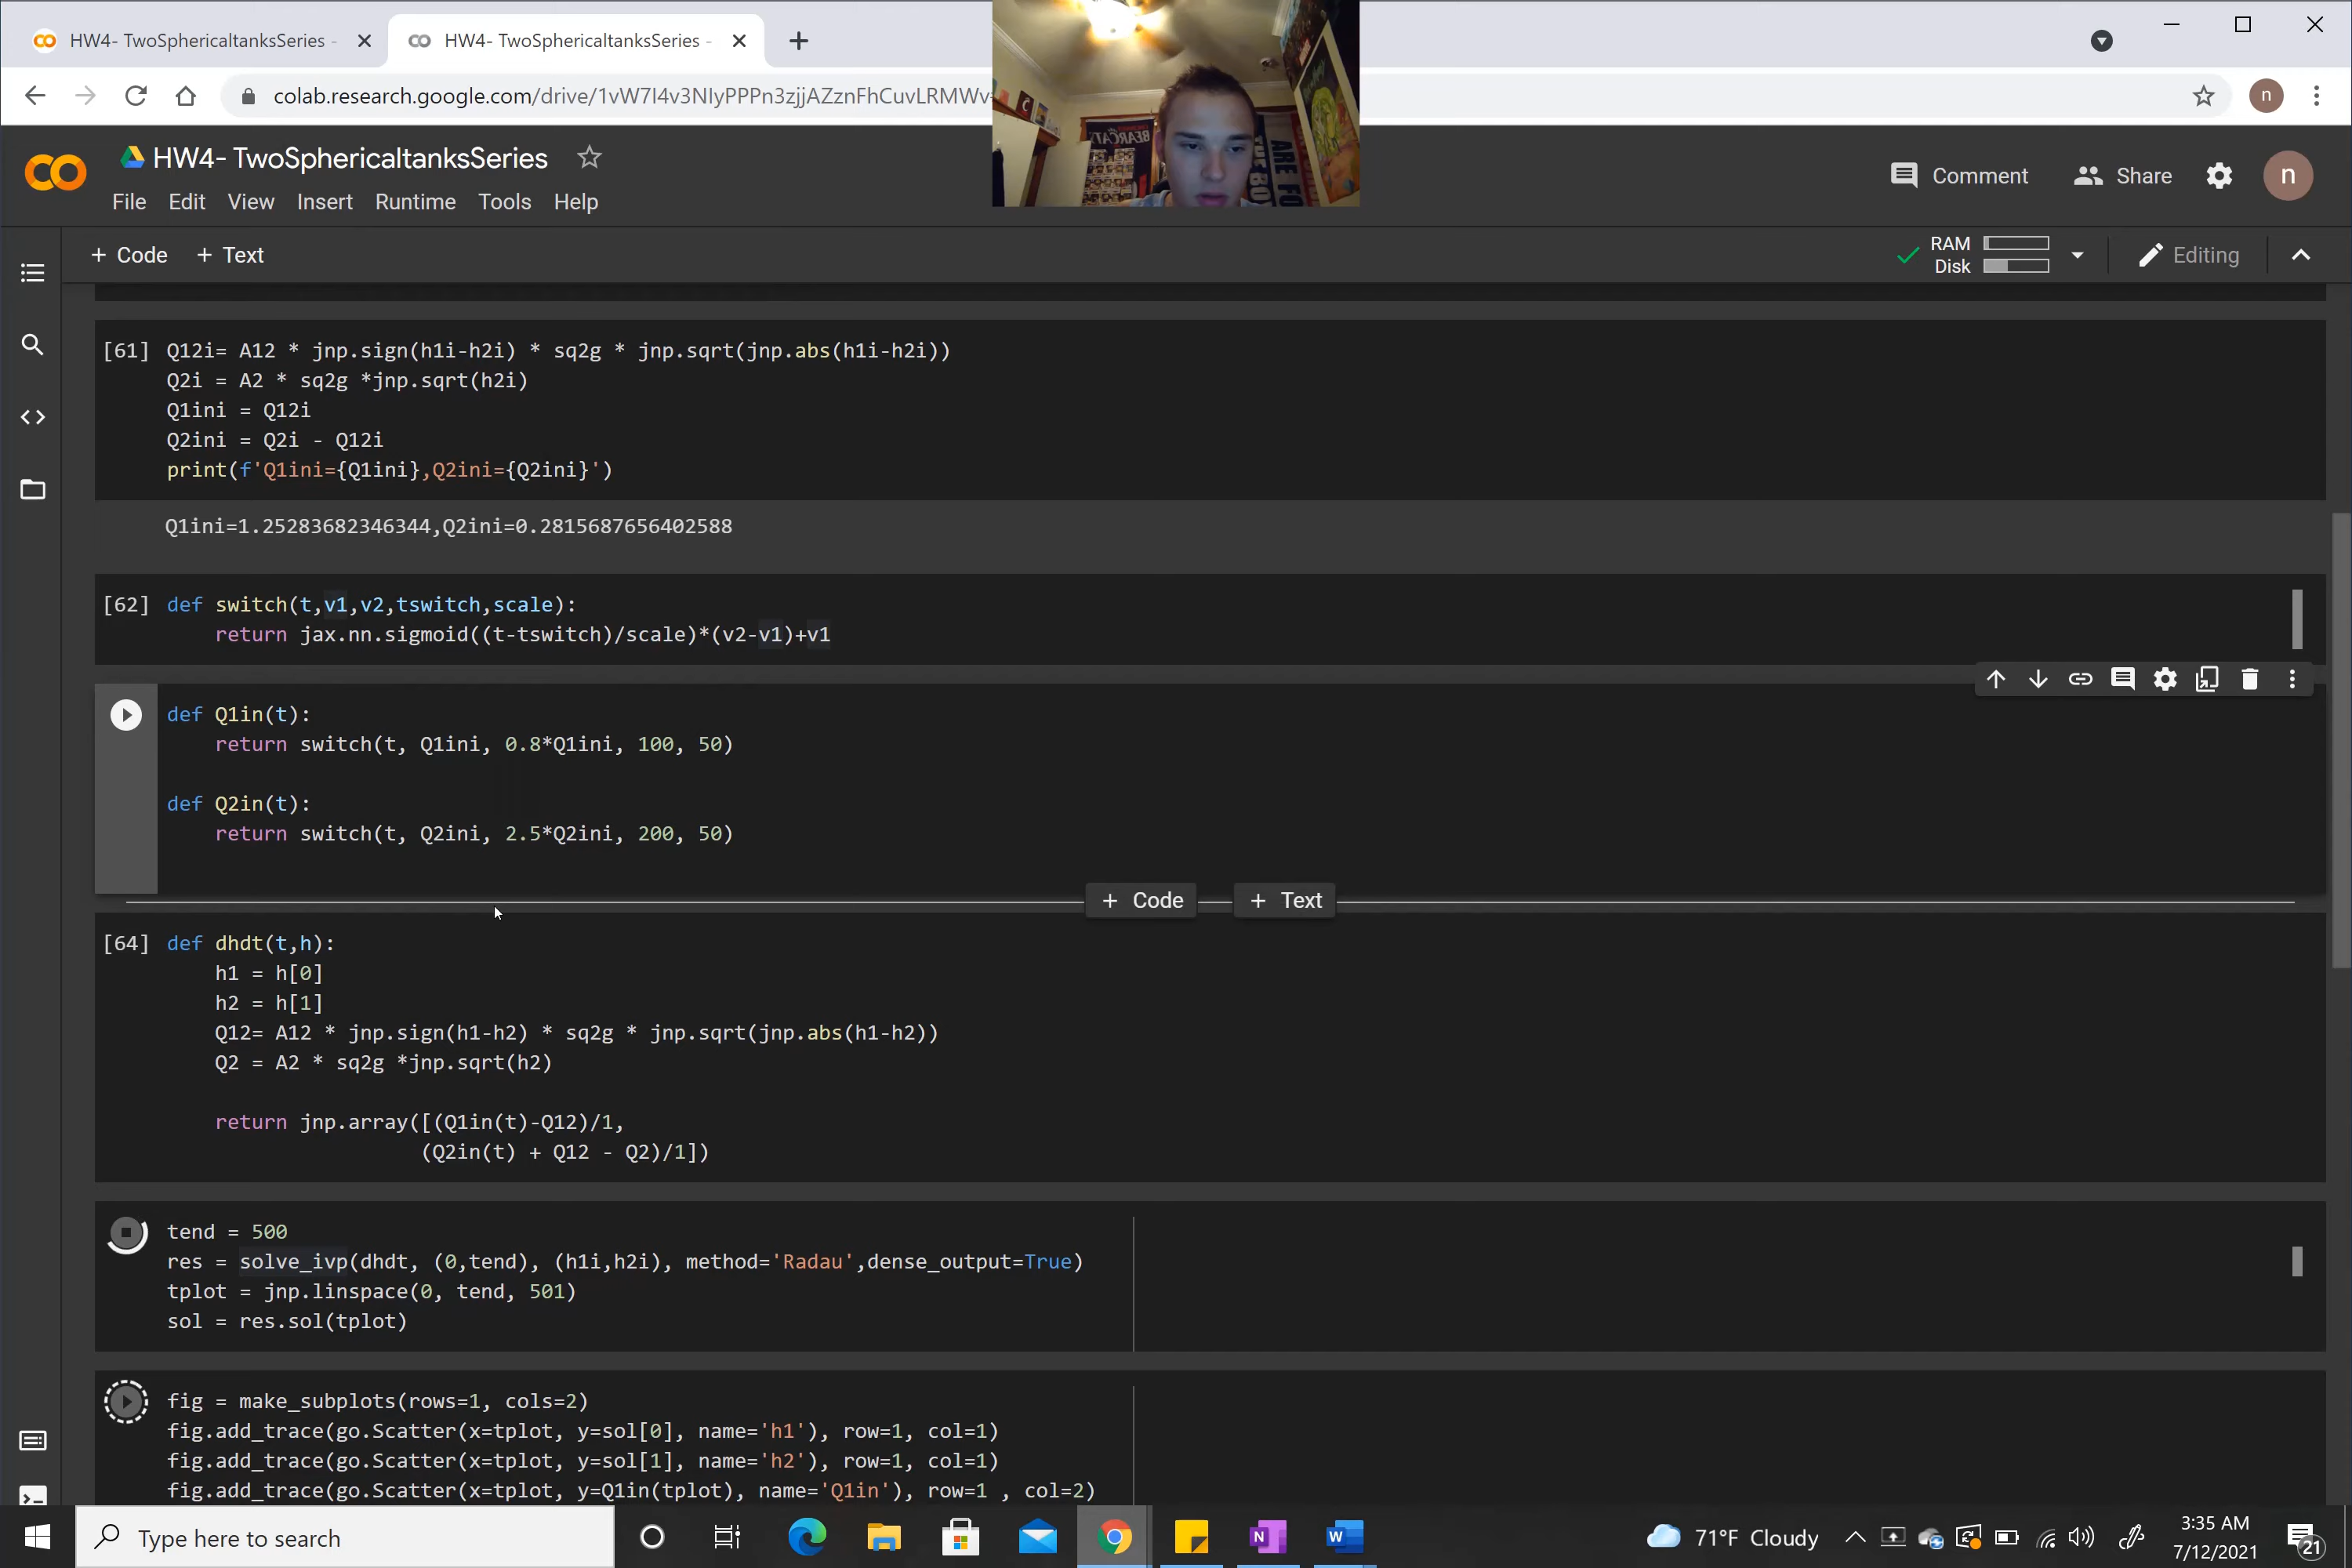 HW4- TwoSphericaltanksSeries -
HW4- TwoSphericaltanksSeries -
colab.research.google.com/drive/1vW7I4v3NIyPPPn3zjjAZznFhCuvLRMWv
n
HW4- TwoSphericaltanksSeries
File Edit View Insert Runtime Tools Help
BEARCATS
Comment
Share
n
+ Code + Text
RAM
Disk
Editing
[61] Q12i= A12 * jnp.sign(h1i-h2i) * sq2g * jnp.sqrt(jnp.abs(h1i-h2i))
Q2i = A2 * sq2g *jnp.sqrt(h2i)
Q1ini = Q12i
Q2ini = Q2i - Q12i
print(f'Q1ini={Q1ini},Q2ini={Q2ini}')
Q1ini=1.25283682346344,Q2ini=0.2815687656402588
[62] def switch(t,v1,v2,tswitch,scale):
return jax.nn.sigmoid((t-tswitch)/scale)*(v2-v1)+v1
def Q1in(t):
return switch(t, Q1ini, 0.8*Q1ini, 100, 50)
def Q2in(t):
return switch(t, Q2ini, 2.5*Q2ini, 200, 50)
+ Code + Text
[64] def dhdt(t,h):
h1 = h[0]
h2 = h[1]
Q12= A12 * jnp.sign(h1-h2) * sq2g * jnp.sqrt(jnp.abs(h1-h2))
Q2 = A2 * sq2g *jnp.sqrt(h2)
return jnp.array([(Q1in(t)-Q12)/1,
(Q2in(t) + Q12 - Q2)/1])
tend = 500
res = solve_ivp(dhdt, (0,tend), (h1i,h2i), method='Radau',dense_output=True)
tplot = jnp.linspace(0, tend, 501)
sol = res.sol(tplot)
fig = make_subplots(rows=1, cols=2)
fig.add_trace(go.Scatter(x=tplot, y=sol[0], name='h1'), row=1, col=1)
fig.add_trace(go.Scatter(x=tplot, y=sol[1], name='h2'), row=1, col=1)
fig.add_trace(go.Scatter(x=tplot, y=Q1in(tplot), name='Q1in'), row=1 , col=2)
Type here to search
71°F Cloudy
3:35 AM
7/12/2021
21